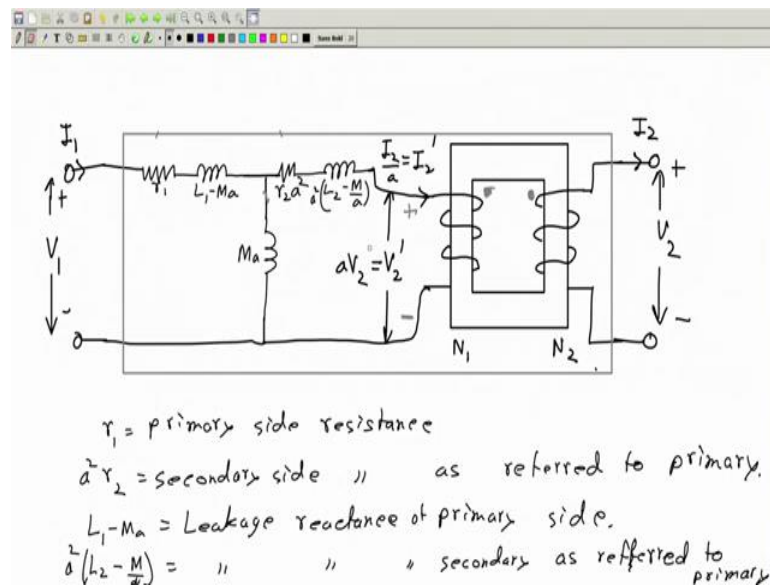 Sans Bold
I₁
I₂/a = I₂'
I₂
r₁
L₁-Ma
r₂a²
a²(L₂-M/a)
+
+
+
V₁
Ma
aV₂ = V₂'
V₂
-
-
-
N₁
N₂
r₁ = primary side resistance
a²r₂ = secondary side " as referred to primary.
L₁-Ma = Leakage reactance of primary side.
a²(L₂-M/a) = " " " secondary as refferred to
primary